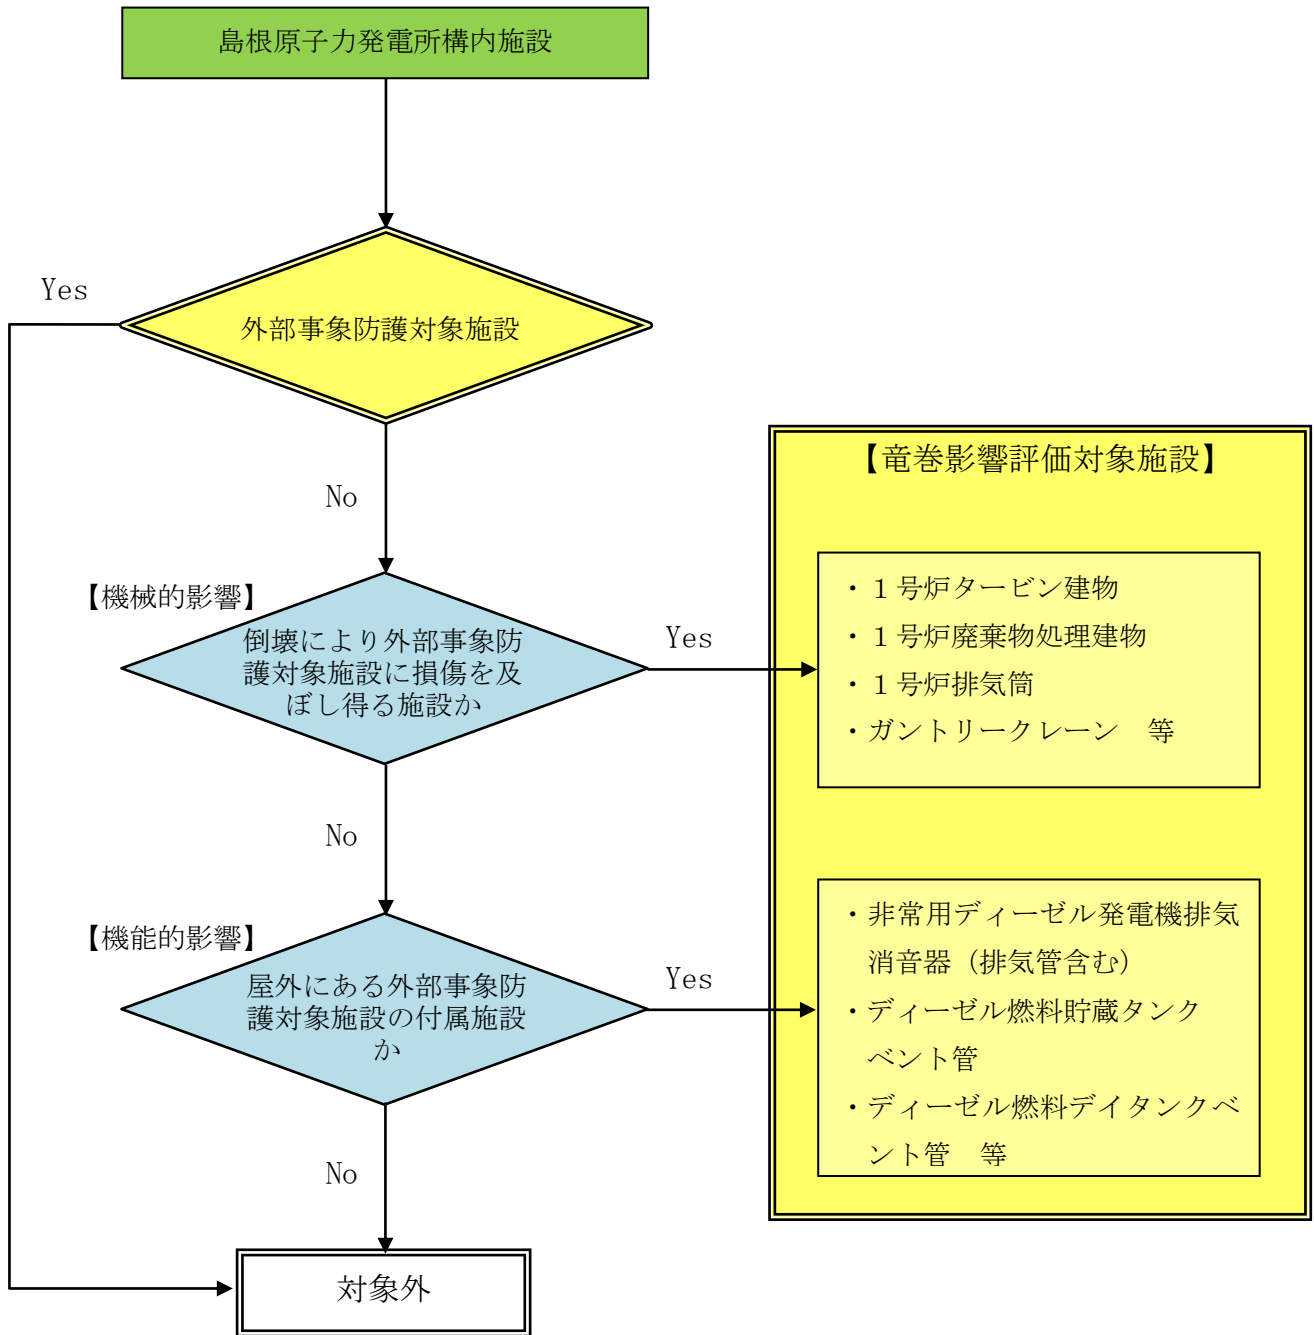 島根原子力発電所構内施設
Yes
外部事象防護対象施設
No
【機械的影響】
倒壊により外部事象防
護対象施設に損傷を及
ぼし得る施設か
Yes
No
【機能的影響】
屋外にある外部事象防
護対象施設の付属施設
か
Yes
No
対象外
【竜巻影響評価対象施設】
・１号炉タービン建物
・１号炉廃棄物処理建物
・１号炉排気筒
・ガントリークレーン　等
・非常用ディーゼル発電機排気
消音器（排気管含む）
・ディーゼル燃料貯蔵タンク
ベント管
・ディーゼル燃料デイタンクベ
ント管　等